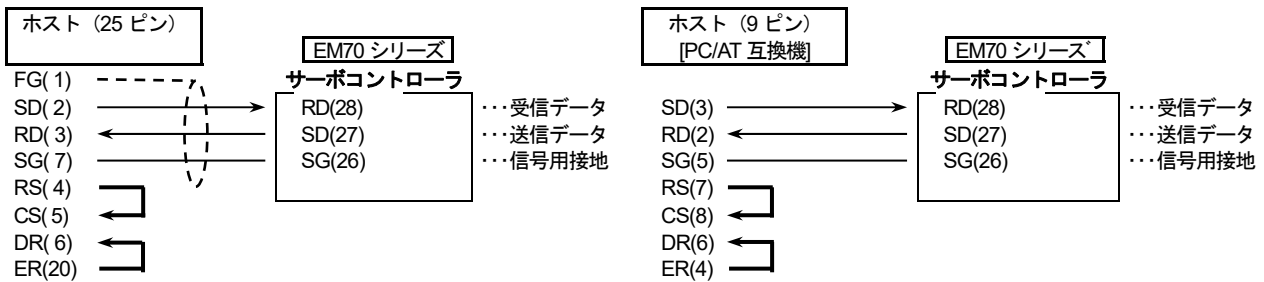 ホスト（25 ピン）
EM70 シリーズ
サーボコントローラ
FG( 1)
SD( 2)
RD( 3)
SG( 7)
RS( 4)
CS( 5)
DR( 6)
ER(20)
RD(28)
SD(27)
SG(26)
･･･受信データ
･･･送信データ
･･･信号用接地
ホスト（9 ピン）
[PC/AT 互換機]
EM70 シリーズ
サーボコントローラ
SD(3)
RD(2)
SG(5)
RS(7)
CS(8)
DR(6)
ER(4)
RD(28)
SD(27)
SG(26)
･･･受信データ
･･･送信データ
･･･信号用接地